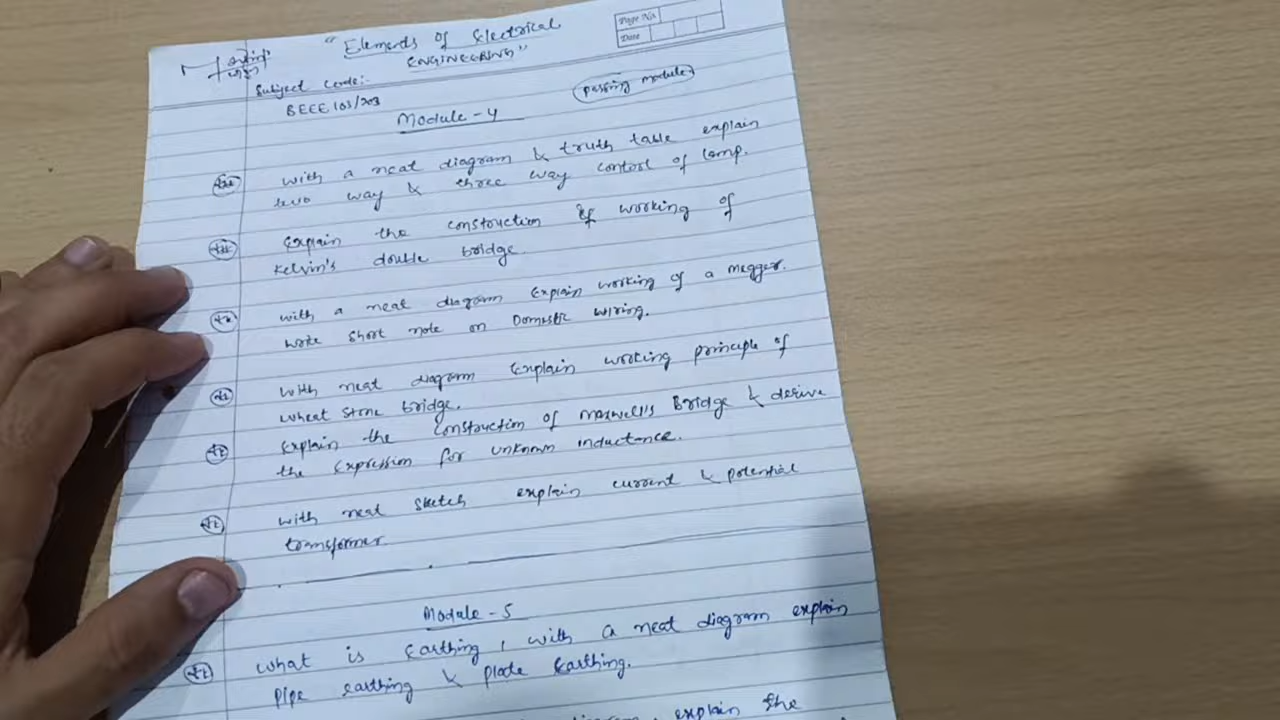 "Elements of Electrical
ENGINEERING"
Page No
Date
Subject Code:-
BEEE103/203
passing module
Module - 4
with a neat diagram & truth table explain
two way & three way contorl of lamp.
Explain the construction & working of
Kelvin's double bridge.
with a neat diagram Explain working of a megger.
write short note on Domestic wiring.
with neat diagram Explain working principle of
wheat stone bridge.
Explain the construction of maxwell's Bridge & derive
the Expression for unknown inductance.
with neat sketch explain current & potential
transformer.
Module - 5
what is Earthing, with a neat diagram explain
pipe earthing & plate Earthing.
diagram, explain the